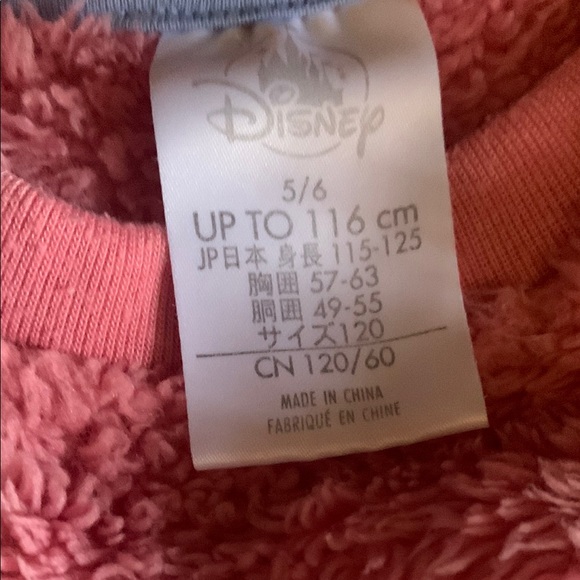 Disney
5/6
UP TO 116 cm
JP日本 身長 115-125
胸囲 57-63
胴囲 49-55
サイズ120
CN 120/60
MADE IN CHINA
FABRIQUÉ EN CHINE